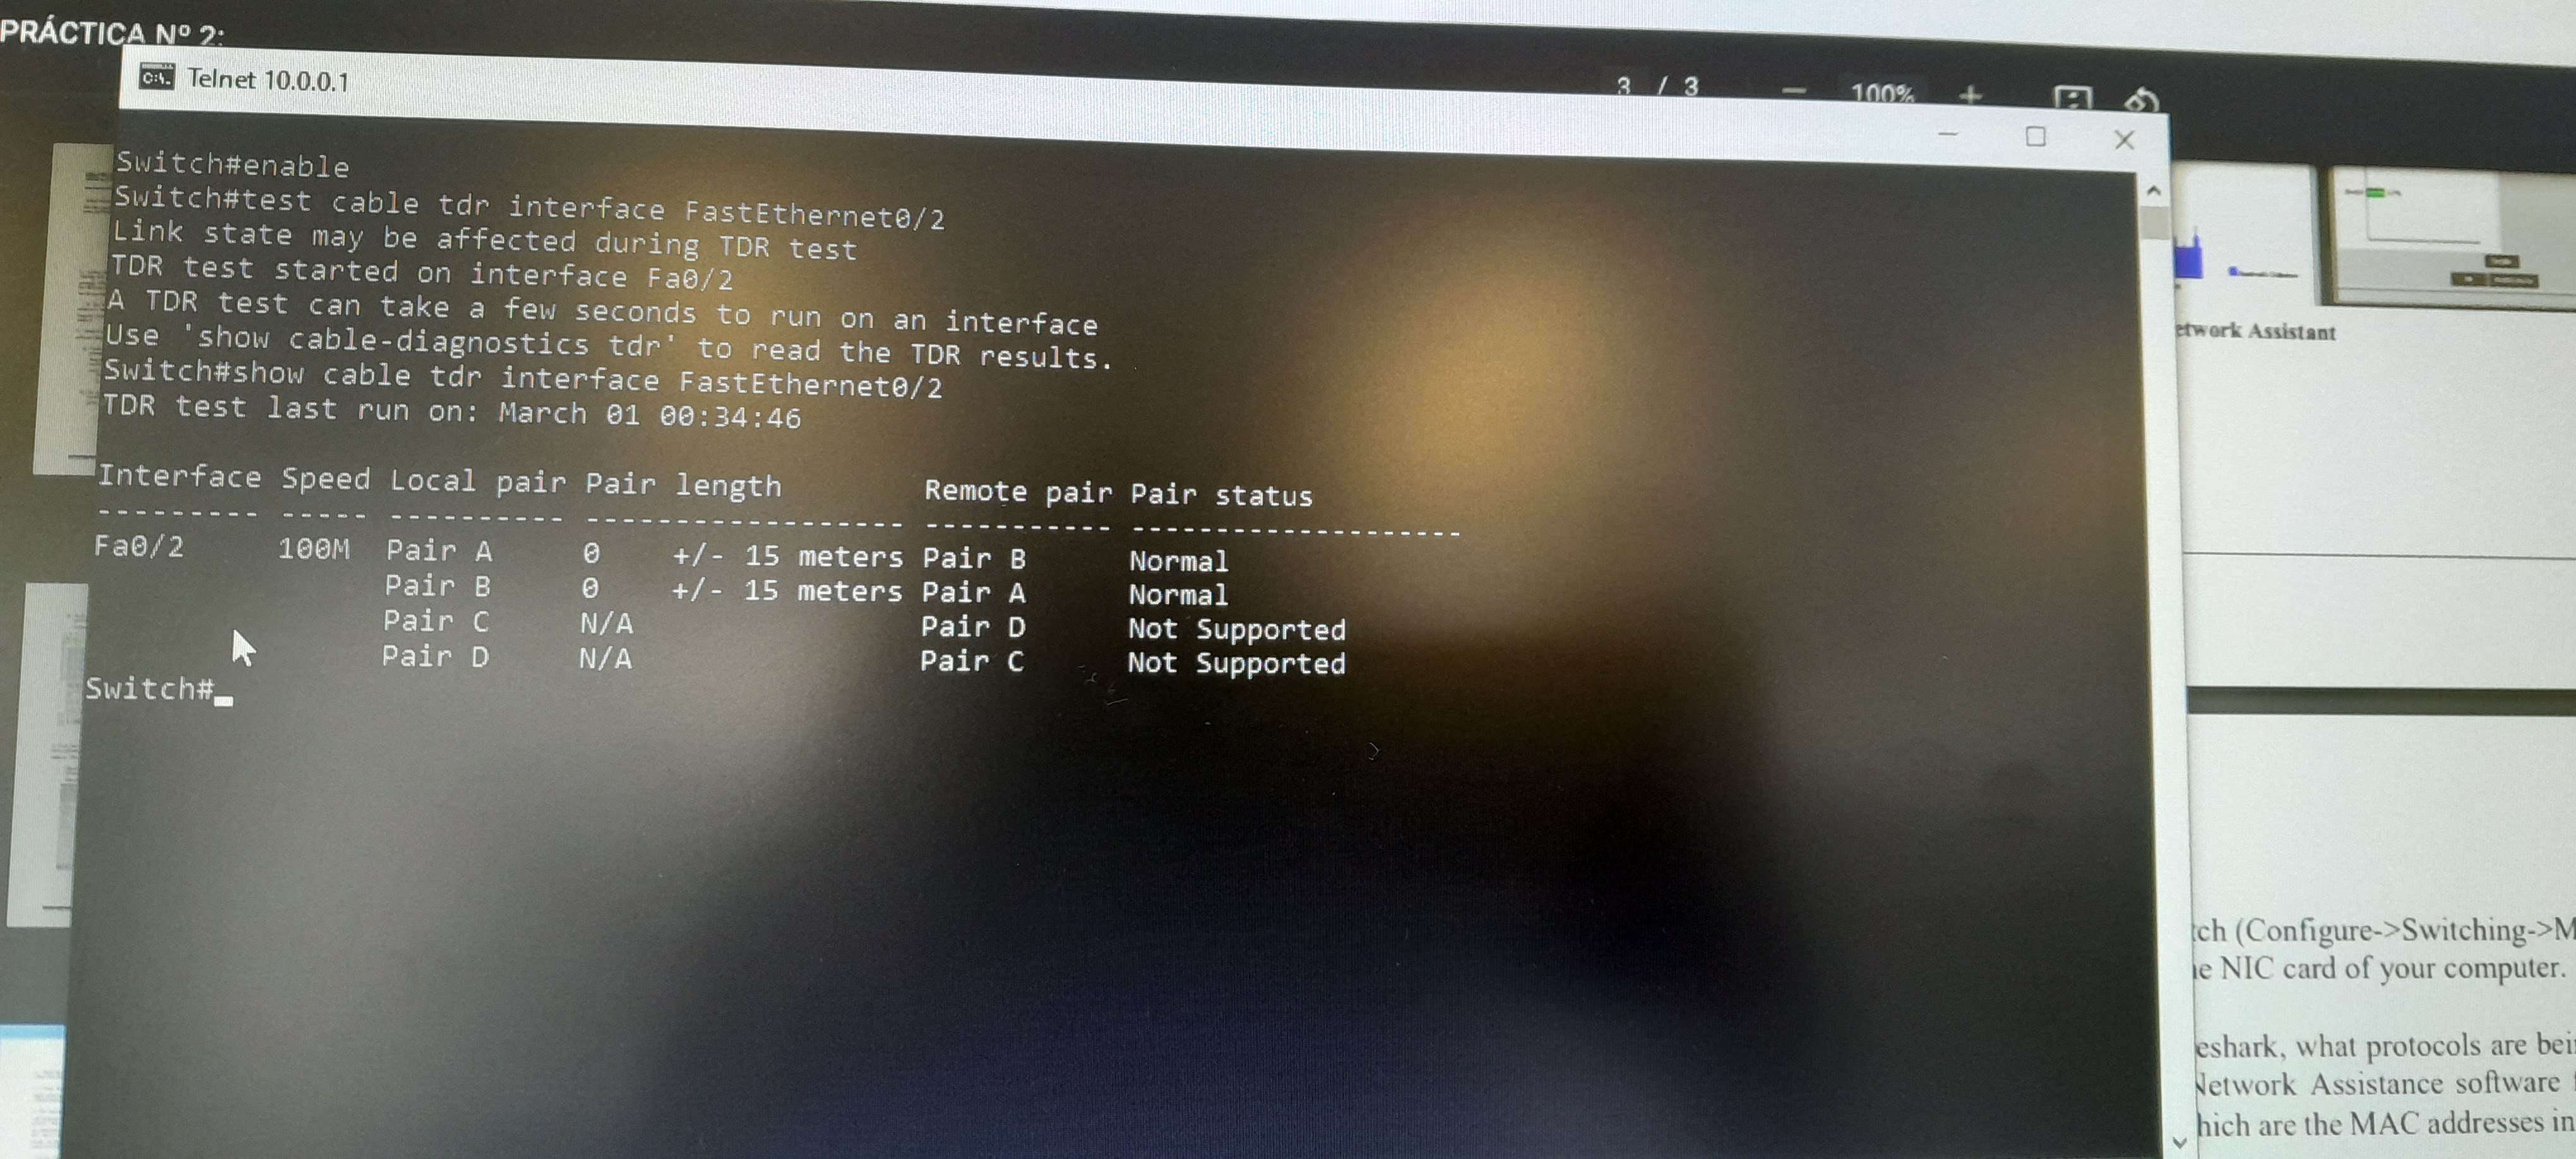 PRÁCTICA Nº 2:
Telnet 10.0.0.1
3 / 3
100%
Switch#enable
Switch#test cable tdr interface FastEthernet0/2
Link state may be affected during TDR test
TDR test started on interface Fa0/2
A TDR test can take a few seconds to run on an interface
Use 'show cable-diagnostics tdr' to read the TDR results.
Switch#show cable tdr interface FastEthernet0/2
TDR test last run on: March 01 00:34:46
Interface Speed Local pair Pair length Remote pair Pair status
--------- ----- ---------- ------------------ ----------- --------------------
Fa0/2 100M Pair A 0 +/- 15 meters Pair B Normal
Pair B 0 +/- 15 meters Pair A Normal
Pair C N/A Pair D Not Supported
Pair D N/A Pair C Not Supported
Switch#_
etwork Assistant
ch (Configure->Switching->M
e NIC card of your computer.
eshark, what protocols are bei
Network Assistance software
hich are the MAC addresses in